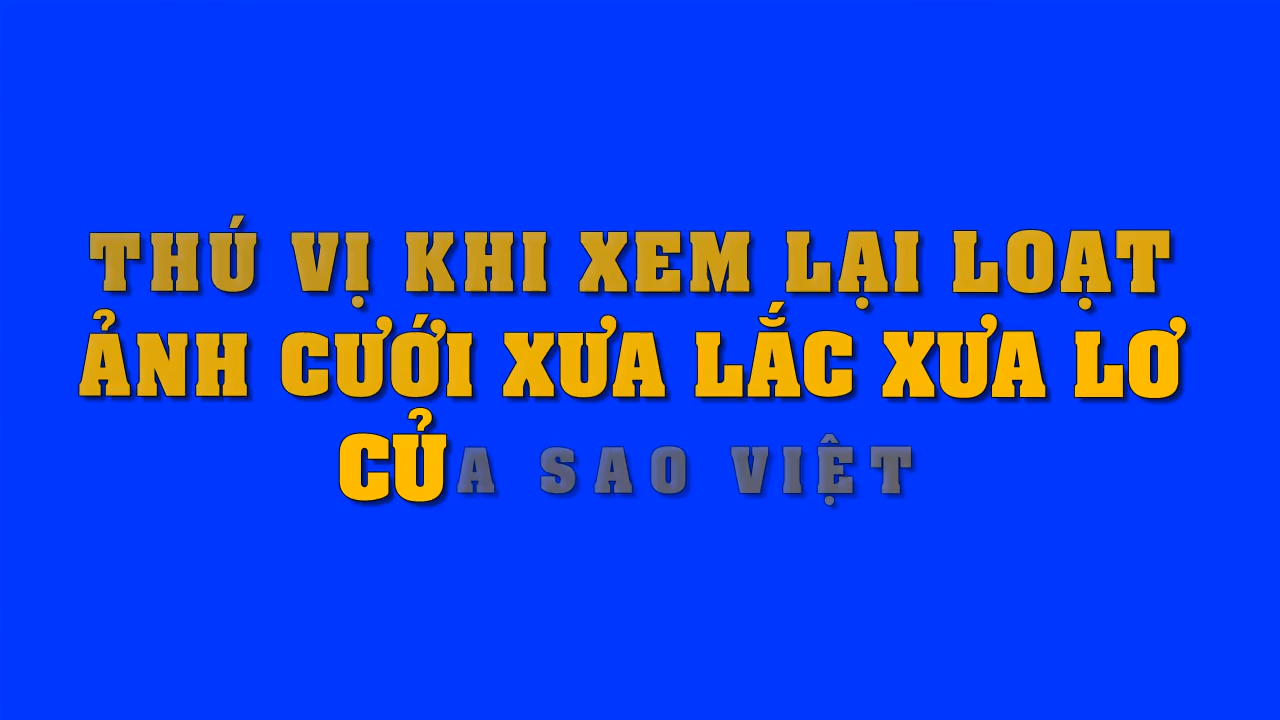 THÚ VỊ KHI XEM LẠI LOẠT
ẢNH CƯỚI XƯA LẮC XƯA LƠ
CỦA SAO VIỆT